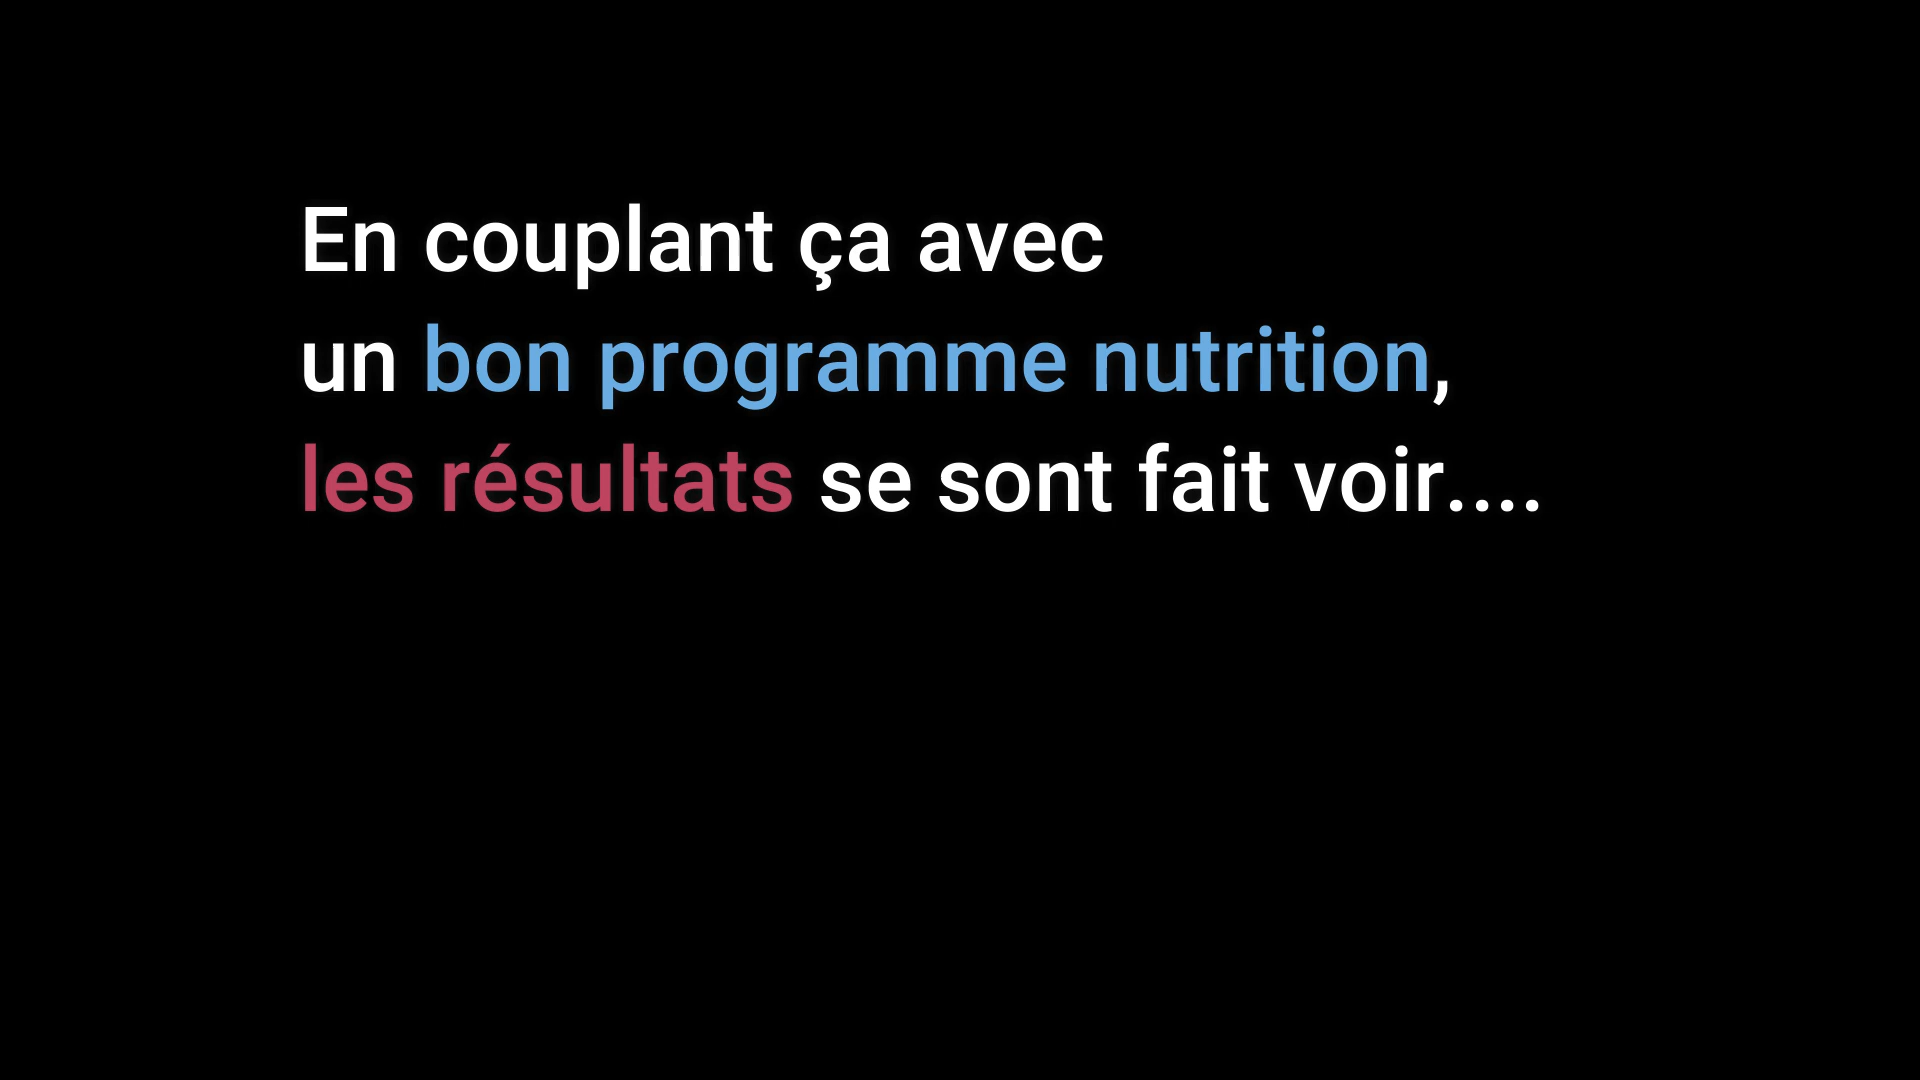 En couplant ça avec
un bon programme nutrition,
les résultats se sont fait voir....